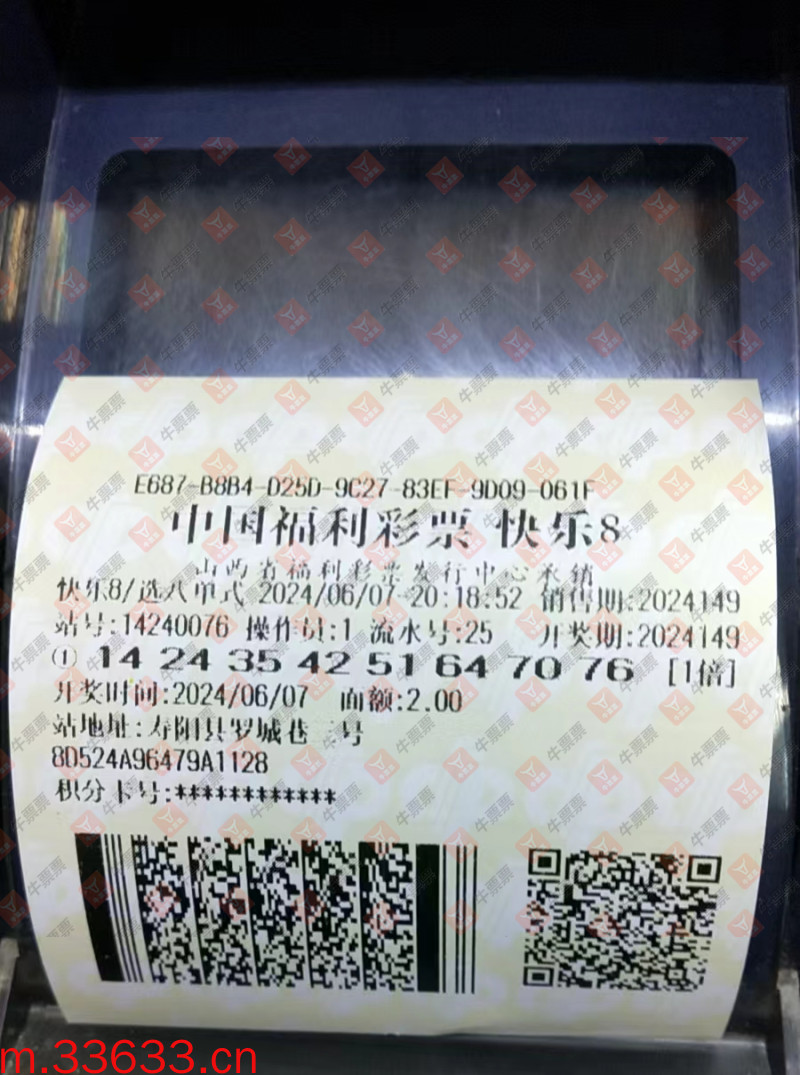 E687-B8B4-D25D-9C27-83EF-9D09-061F
中国福利彩票 快乐8
山西省福利彩票发行中心承销
快乐8/选八单式 2024/06/07-20:18:52 销售期:2024149
站号:14240076 操作员:1 流水号:25 开奖期:2024149
① 14 24 35 42 51 64 70 76 [1倍]
开奖时间:2024/06/07 面额:2.00
站地址:寿阳县罗城巷二号
8D524A96479A1128
积分卡号:************
牛票票
m.33633.cn